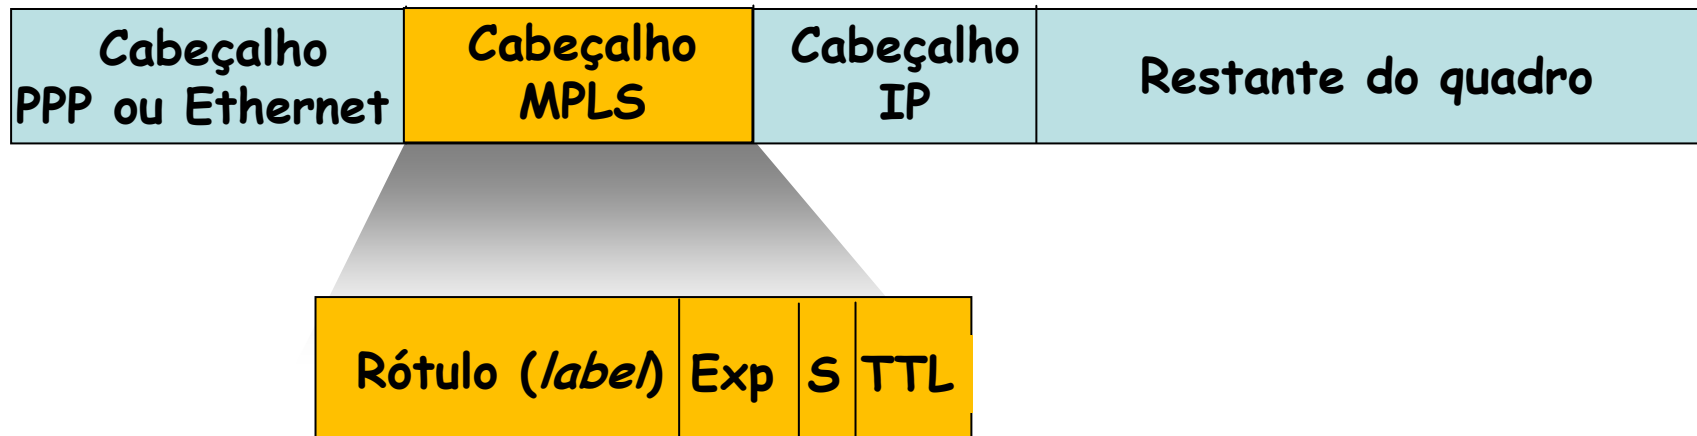 Cabeçalho
PPP ou Ethernet
Cabeçalho
MPLS
Cabeçalho
IP
Restante do quadro
Rótulo (label)
Exp
S
TTL